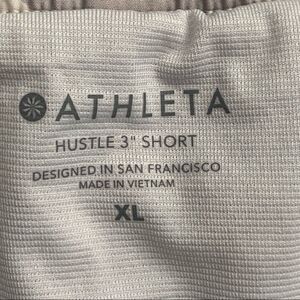 ATHLETA
HUSTLE 3" SHORT
DESIGNED IN SAN FRANCISCO
MADE IN VIETNAM
XL